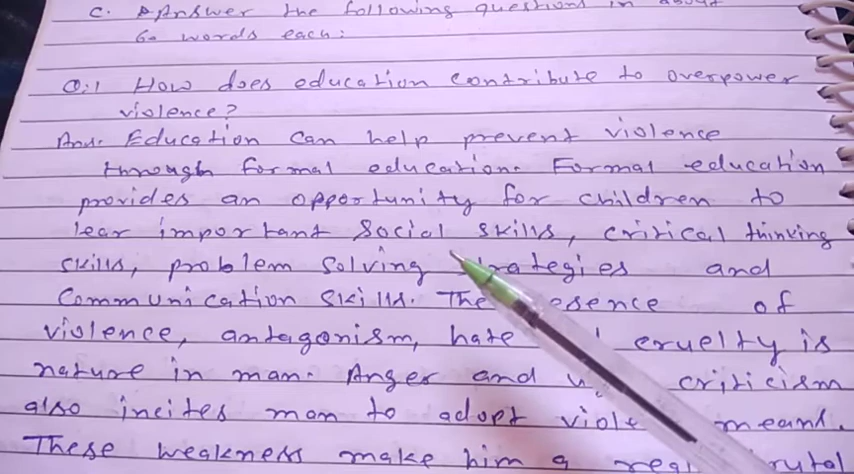 C. Answer the following questions in about
60 words each:
Q:1 How does education contribute to overpower
violence?
Ans. Education can help prevent violence
through formal education. Formal education
provides an opportunity for children to
lear important social skills, critical thinking
skills, problem solving strategies and
Communication skills. The esence of
violence, antagonism, hate cruelty is
nature in man. Anger and criticism
also incites man to adopt viole meant.
These weakness make him a real